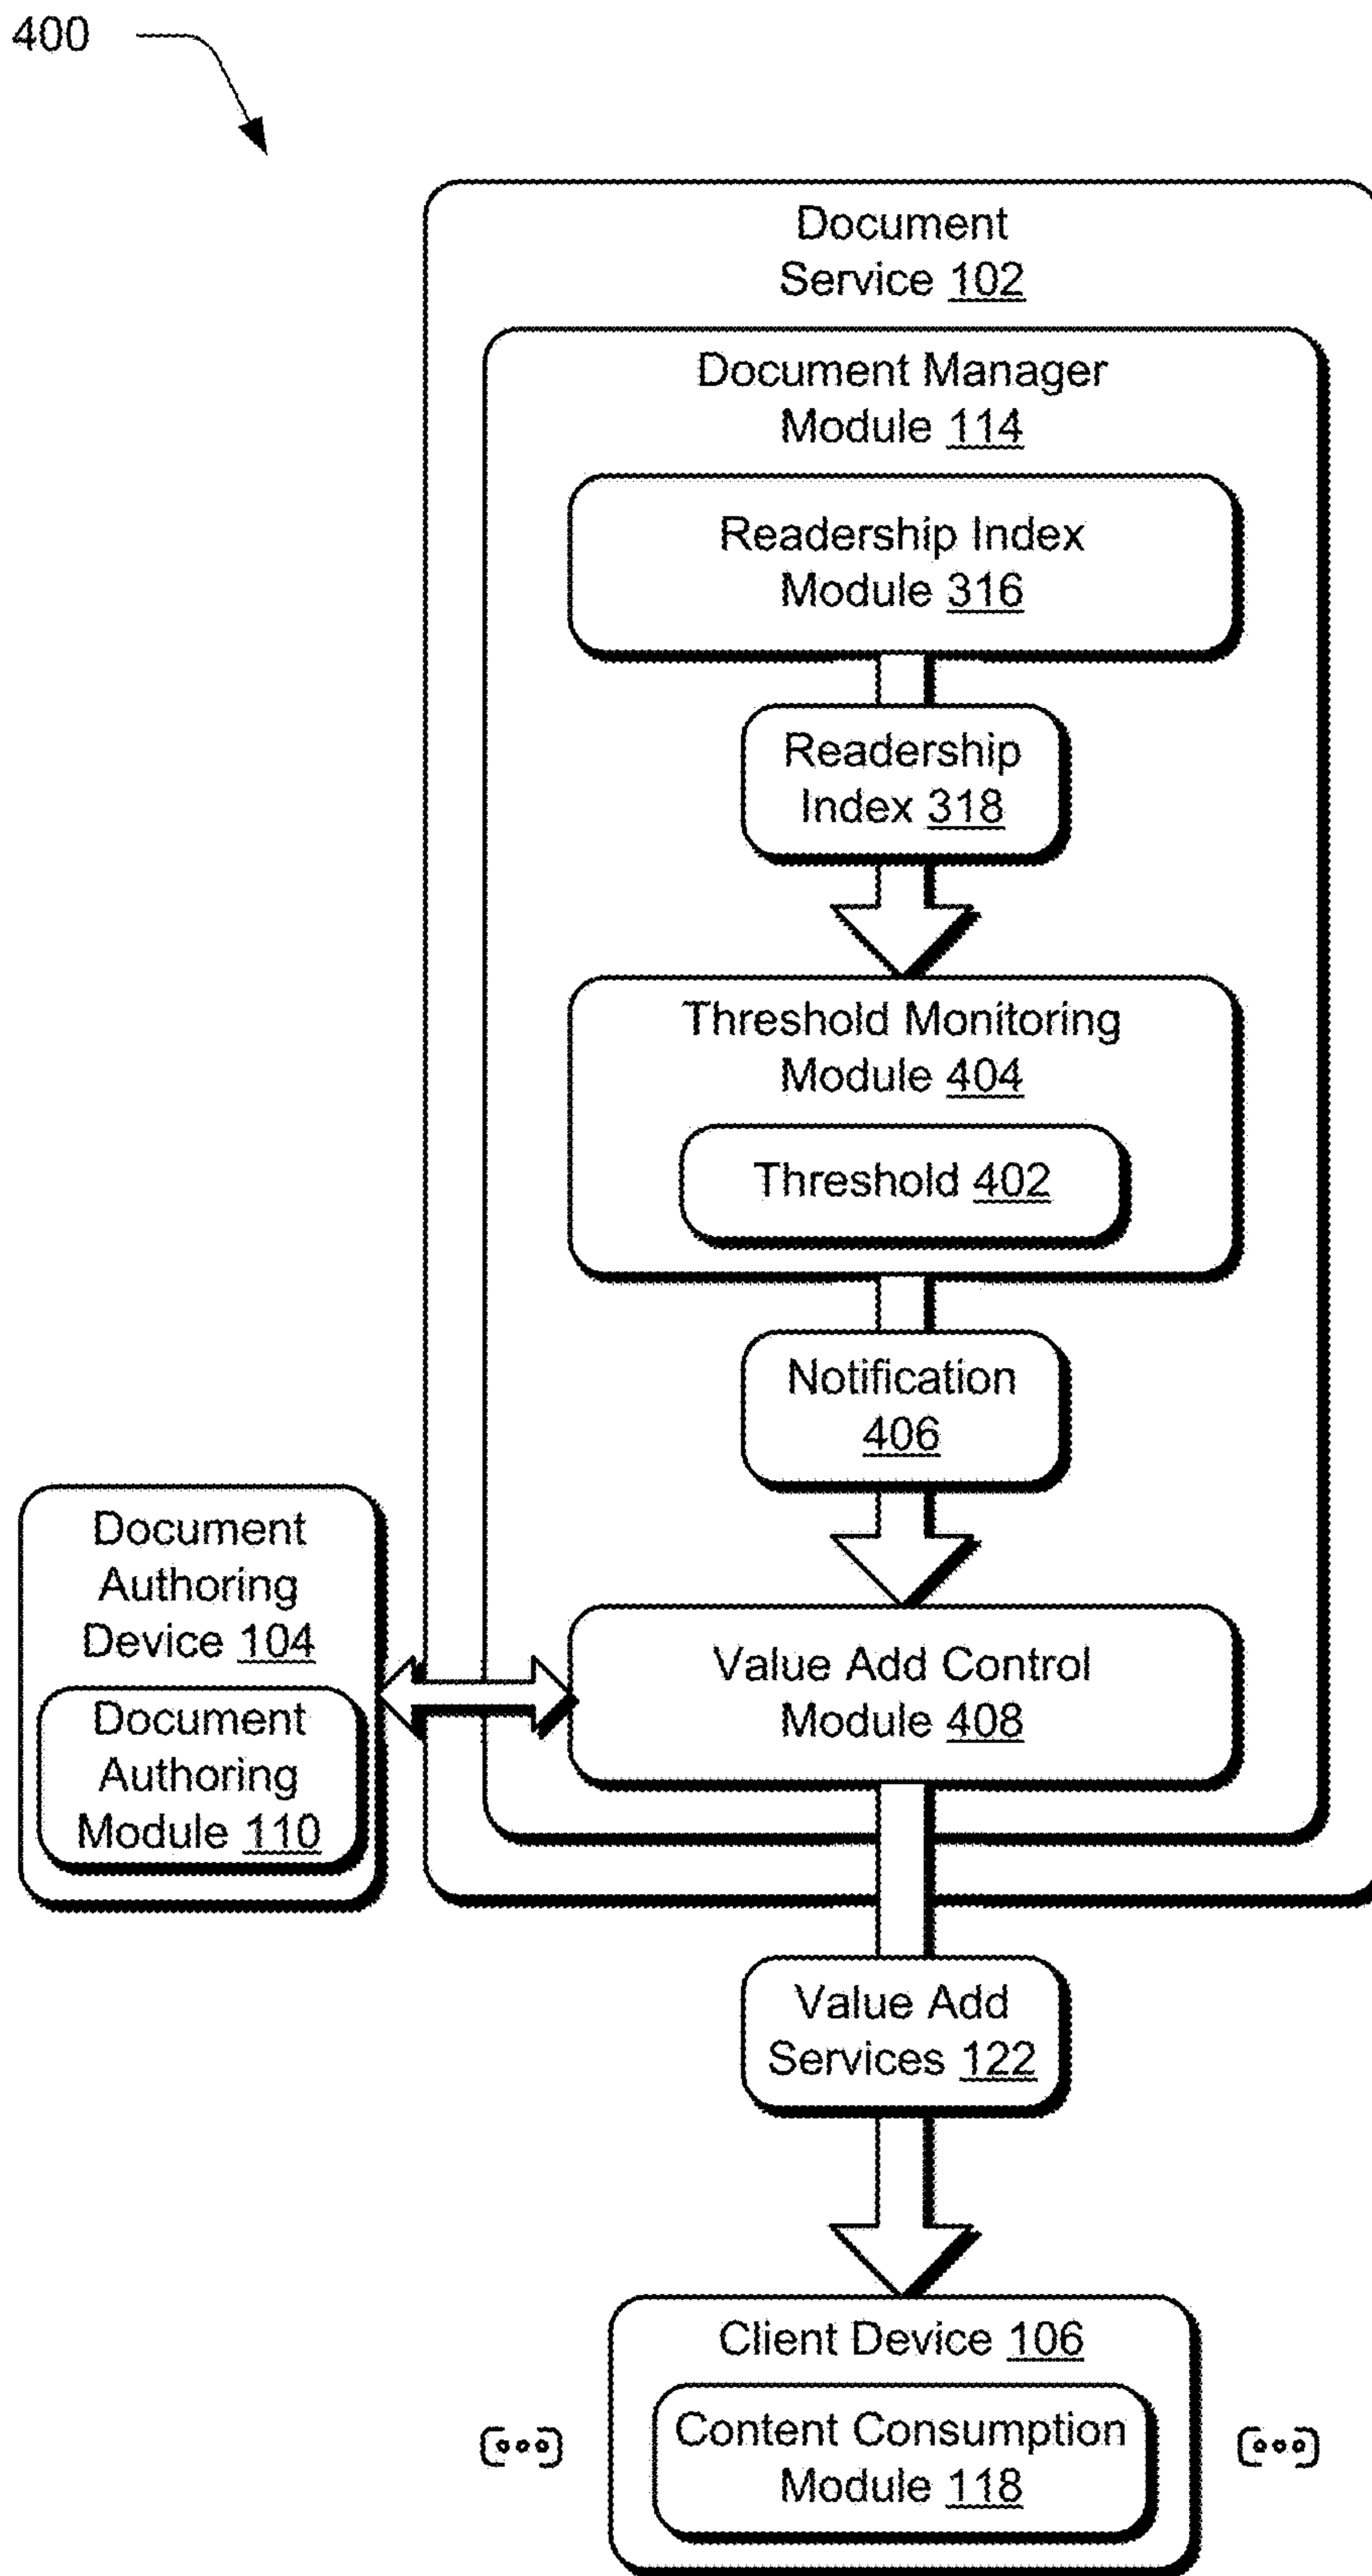 400
Document
Service 102
Document Manager
Module 114
Readership Index
Module 316
Readership
Index 318
Threshold Monitoring
Module 404
Threshold 402
Notification
406
Document
Authoring
Device 104
Document
Authoring
Module 110
Value Add Control
Module 408
Value Add
Services 122
Client Device 106
Content Consumption
Module 118